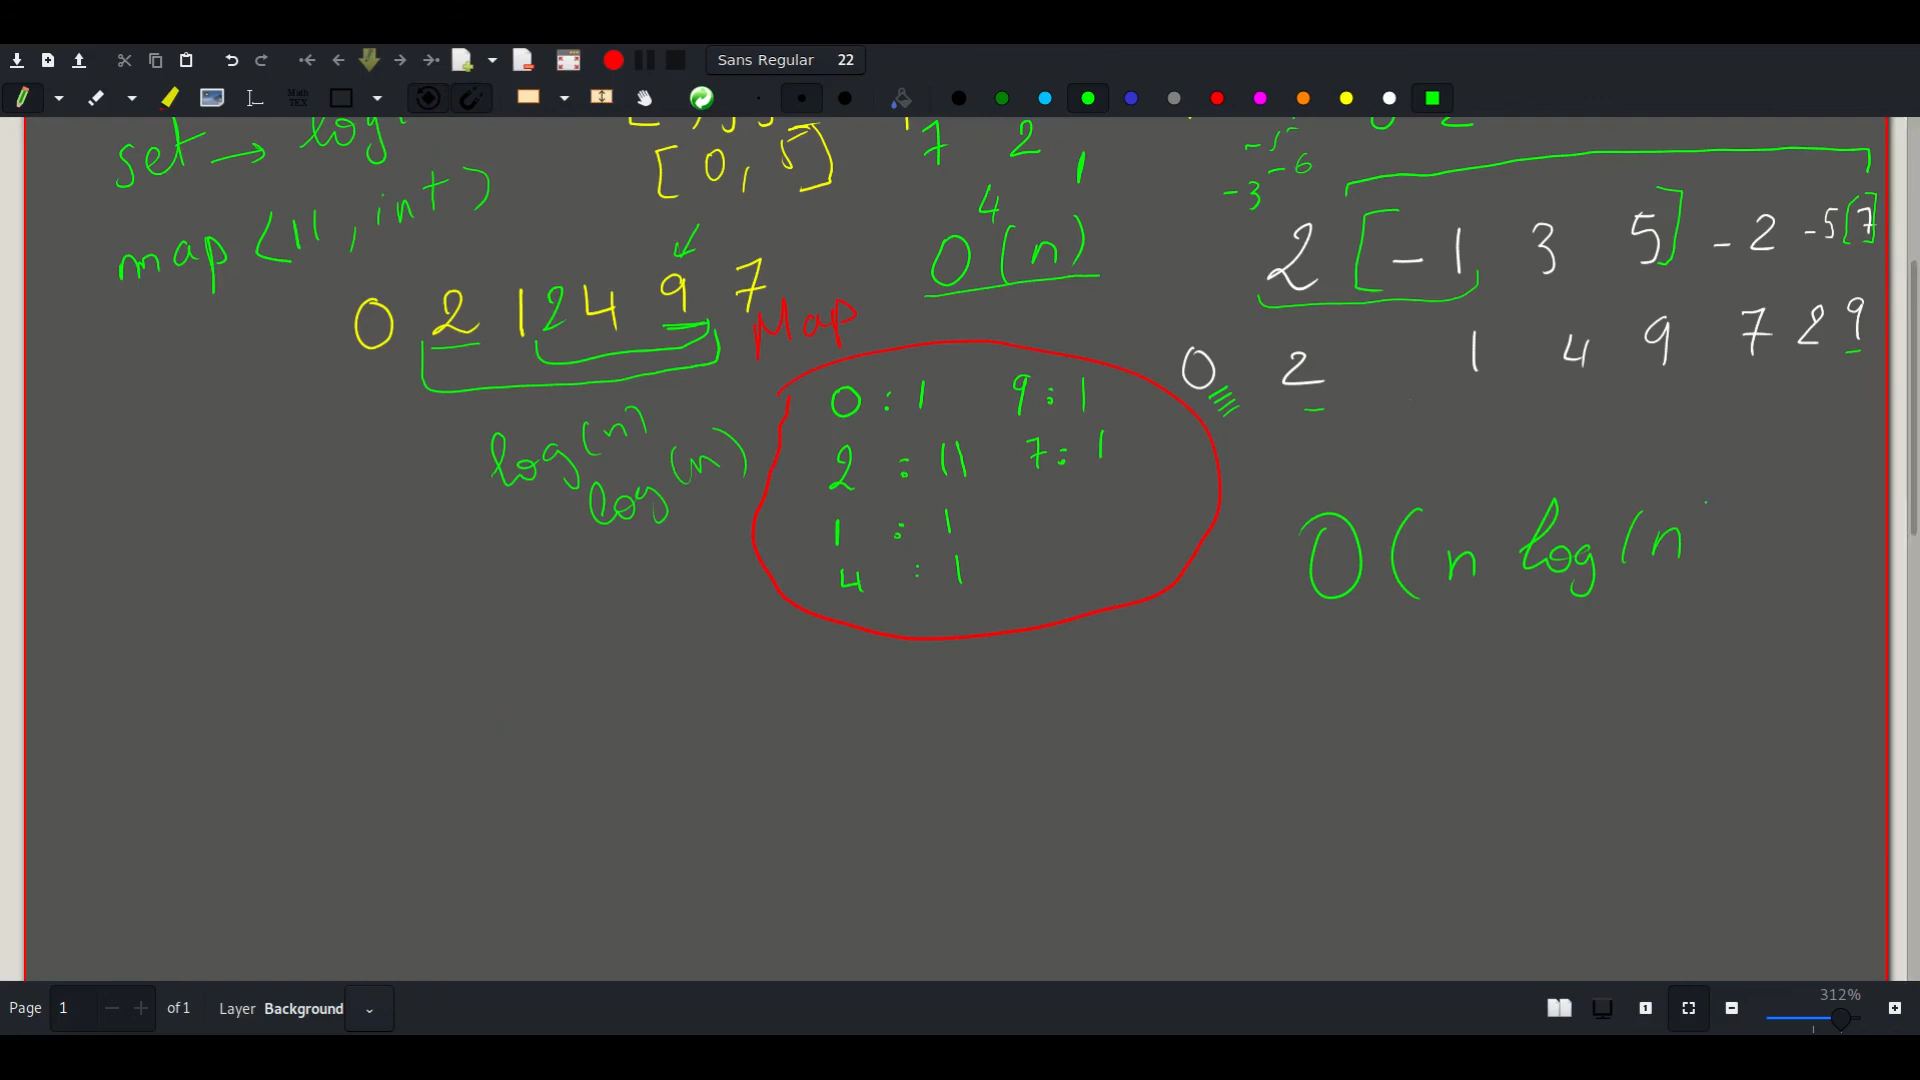 Sans Regular 22
set → log
[0, 5]
7 2 1
-5
-6
-3
4
map <ll, int>
O(n)
2 [-1 3 5] -2 -5 [7]
0 2 1 2 4 9 7
Map
0 2 1 4 9 7 2 9
0 : 1 9 : 1
log(n)
log(n)
2 : 11 7 : 1
1 : 1
4 : 1
O(n log(n
Page 1 of 1 Layer Background
312%